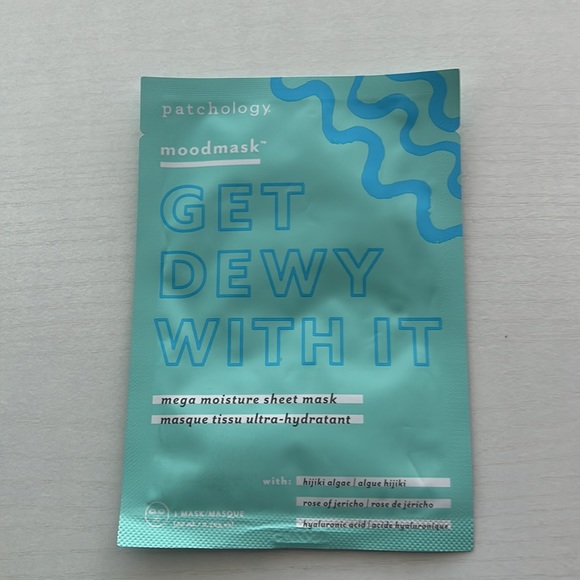 patchology
moodmask™
GET
DEWY
WITH IT
mega moisture sheet mask
masque tissu ultra-hydratant
with: hijiki algae | algue hijiki
rose of jericho | rose de jéricho
hyaluronic acid | acide hyaluronique
1 MASK/MASQUE